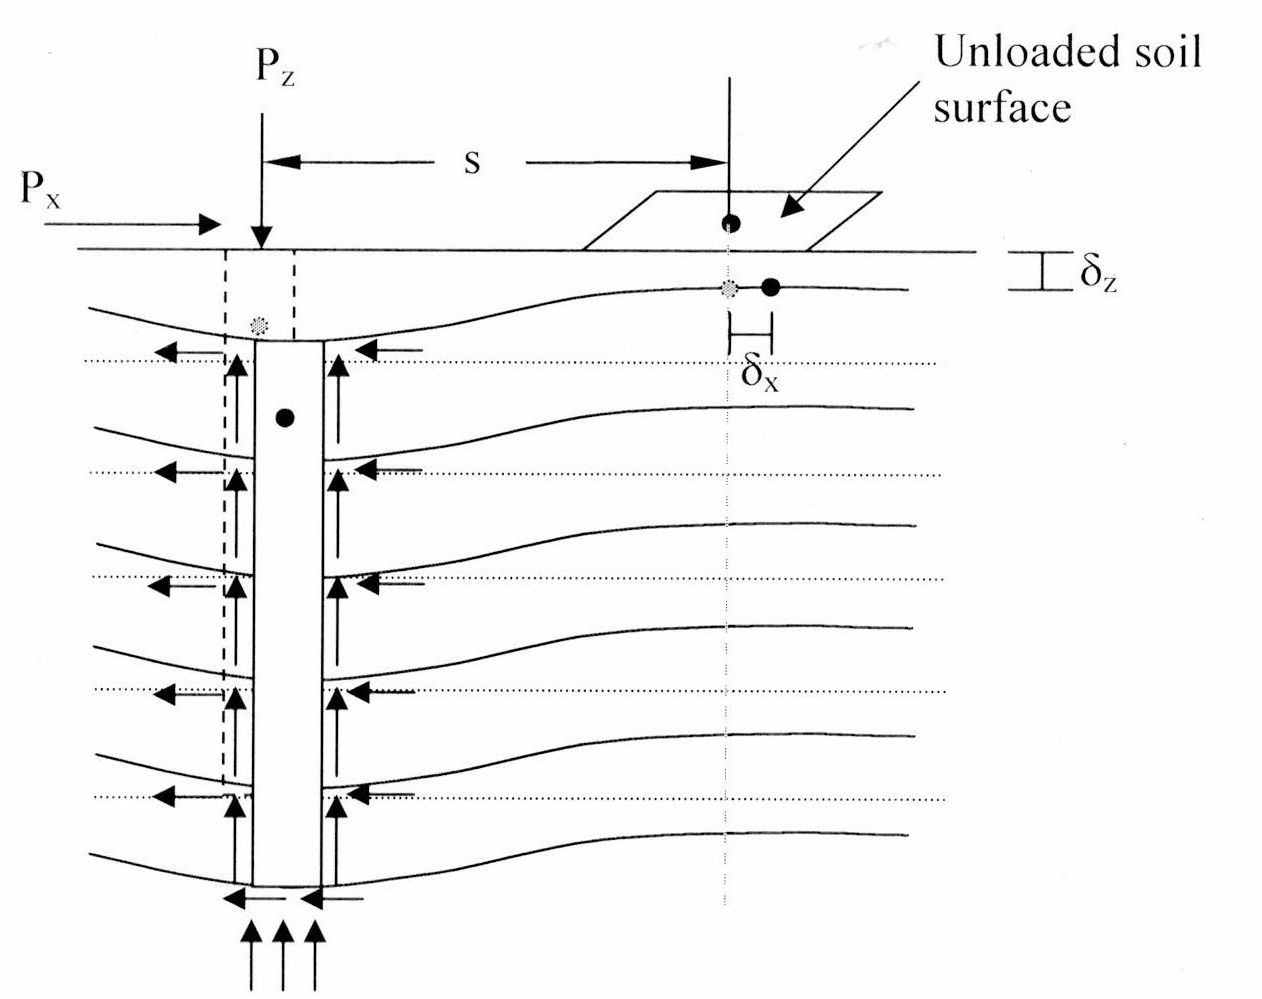 Unloaded soil
surface
P_z
s
P_x
δ_z
δ_x